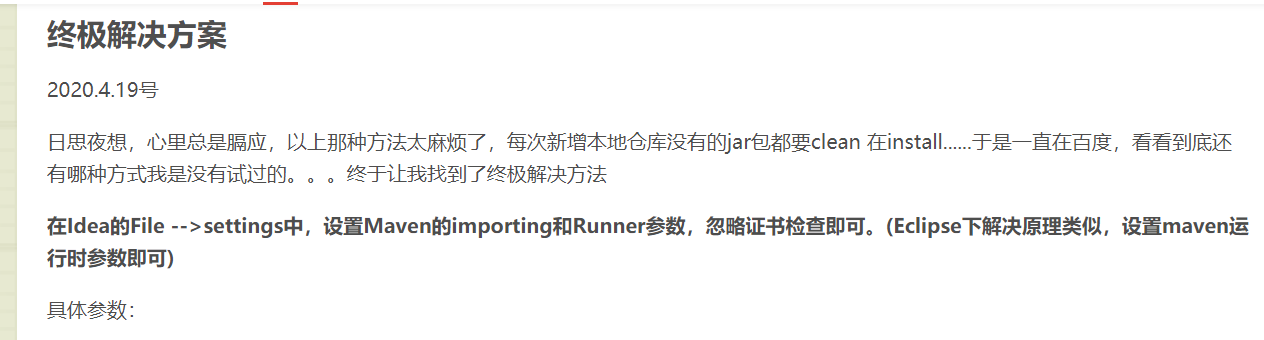 终极解决方案
2020.4.19号
日思夜想，心里总是膈应，以上那种方法太麻烦了，每次新增本地仓库没有的jar包都要clean 在install......于是一直在百度，看看到底还
有哪种方式我是没有试过的。。。终于让我找到了终极解决方法
在Idea的File -->settings中，设置Maven的importing和Runner参数，忽略证书检查即可。(Eclipse下解决原理类似，设置maven运
行时参数即可)
具体参数：